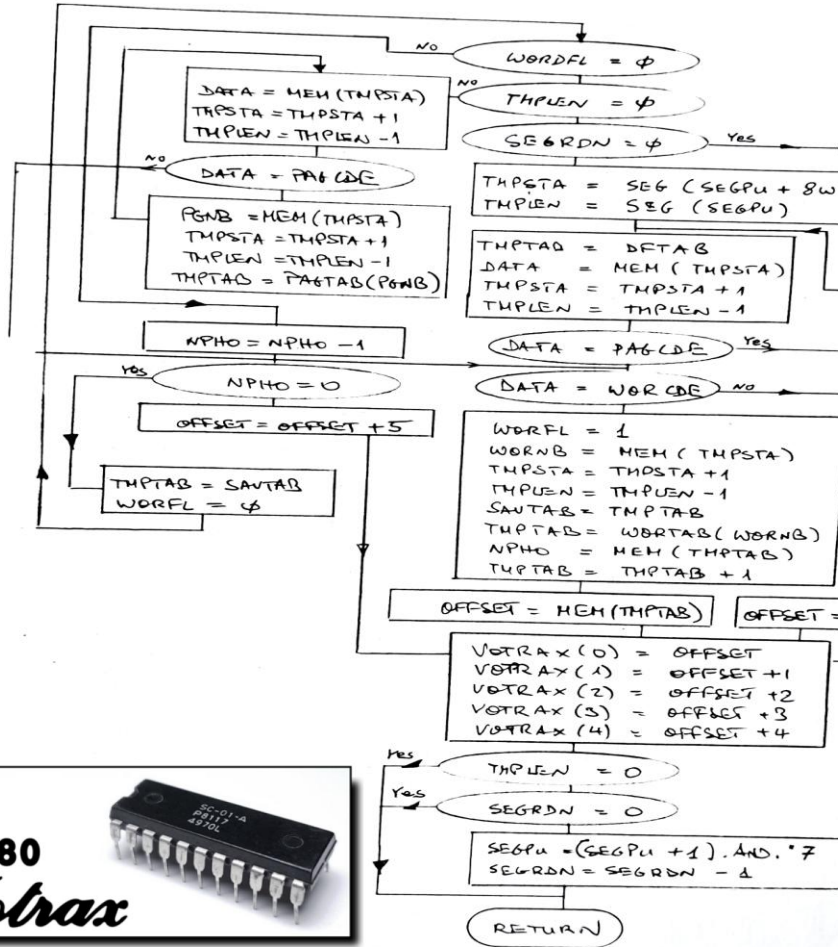 NO
WORDFL = φ
NO
TMPLEN = φ
SEGRDN = φ
Yes
DATA = MEM(TMPSTA)
TMPSTA = TMPSTA + 1
TMPLEN = TMPLEN - 1
NO
DATA = PAGCDE
PGNB = MEM(TMPSTA)
TMPSTA = TMPSTA + 1
TMPLEN = TMPLEN - 1
TMPTAB = PAGTAB(PGNB)
TMPSTA = SEG (SEGPU + 8W
TMPLEN = SEG (SEGPU)
TMPTAB = DFTAB
DATA = MEM (TMPSTA)
TMPSTA = TMPSTA + 1
TMPLEN = TMPLEN - 1
NPHO = NPHO - 1
DATA = PAGCDE
Yes
Yes
NPHO = 0
DATA = WORCDE
NO
OFFSET = OFFSET + 5
TMPTAB = SAVTAB
WORFL = φ
WORFL = 1
WORNB = MEM (TMPSTA)
TMPSTA = TMPSTA + 1
TMPLEN = TMPLEN - 1
SAVTAB = TMPTAB
TMPTAB = WORTAB(WORNB)
NPHO = MEM (TMPTAB)
TMPTAB = TMPTAB + 1
OFFSET = MEM(TMPTAB)
OFFSET =
VOTRAX (0) = OFFSET
VOTRAX (1) = OFFSET +1
VOTRAX (2) = OFFSET +2
VOTRAX (3) = OFFSET +3
VOTRAX (4) = OFFSET +4
Yes
TMPLEN = 0
Yes
SEGRDN = 0
SEGPU = (SEGPU + 1) .AND. "7
SEGRDN = SEGRDN - 1
RETURN
SC-01-A
P8117
4970L
80
otrax